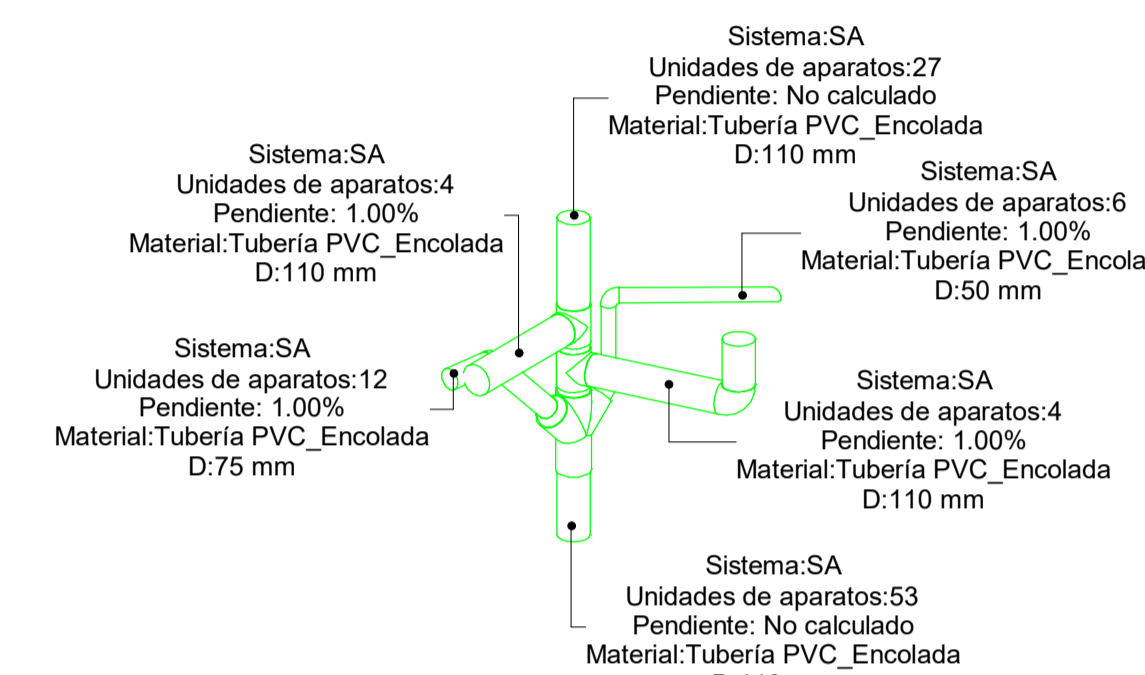 Sistema:SA
Unidades de aparatos:27
Pendiente: No calculado
Material:Tubería PVC_Encolada
D:110 mm
Sistema:SA
Unidades de aparatos:4
Pendiente: 1.00%
Material:Tubería PVC_Encolada
D:110 mm
Sistema:SA
Unidades de aparatos:6
Pendiente: 1.00%
Material:Tubería PVC_Encola
D:50 mm
Sistema:SA
Unidades de aparatos:12
Pendiente: 1.00%
Material:Tubería PVC_Encolada
D:75 mm
Sistema:SA
Unidades de aparatos:4
Pendiente: 1.00%
Material:Tubería PVC_Encolada
D:110 mm
Sistema:SA
Unidades de aparatos:53
Pendiente: No calculado
Material:Tubería PVC_Encolada